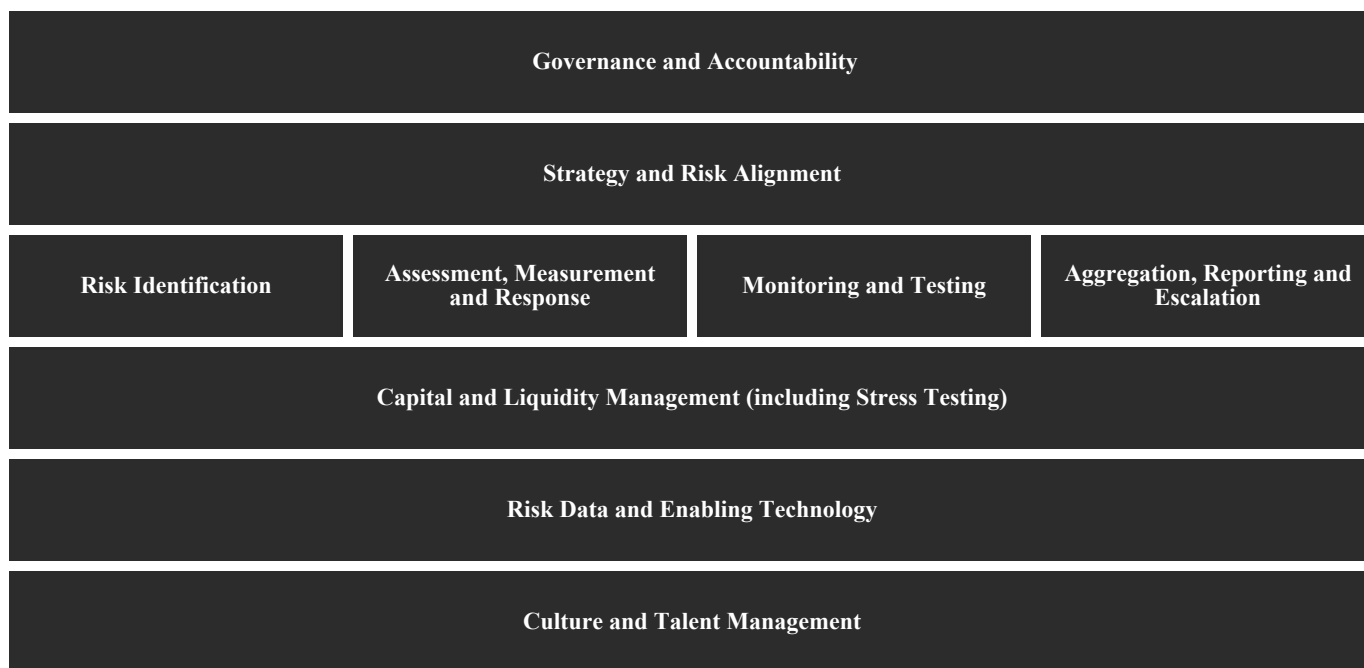 Governance and Accountability
Strategy and Risk Alignment
Risk Identification
Assessment, Measurement
and Response
Monitoring and Testing
Aggregation, Reporting and
Escalation
Capital and Liquidity Management (including Stress Testing)
Risk Data and Enabling Technology
Culture and Talent Management